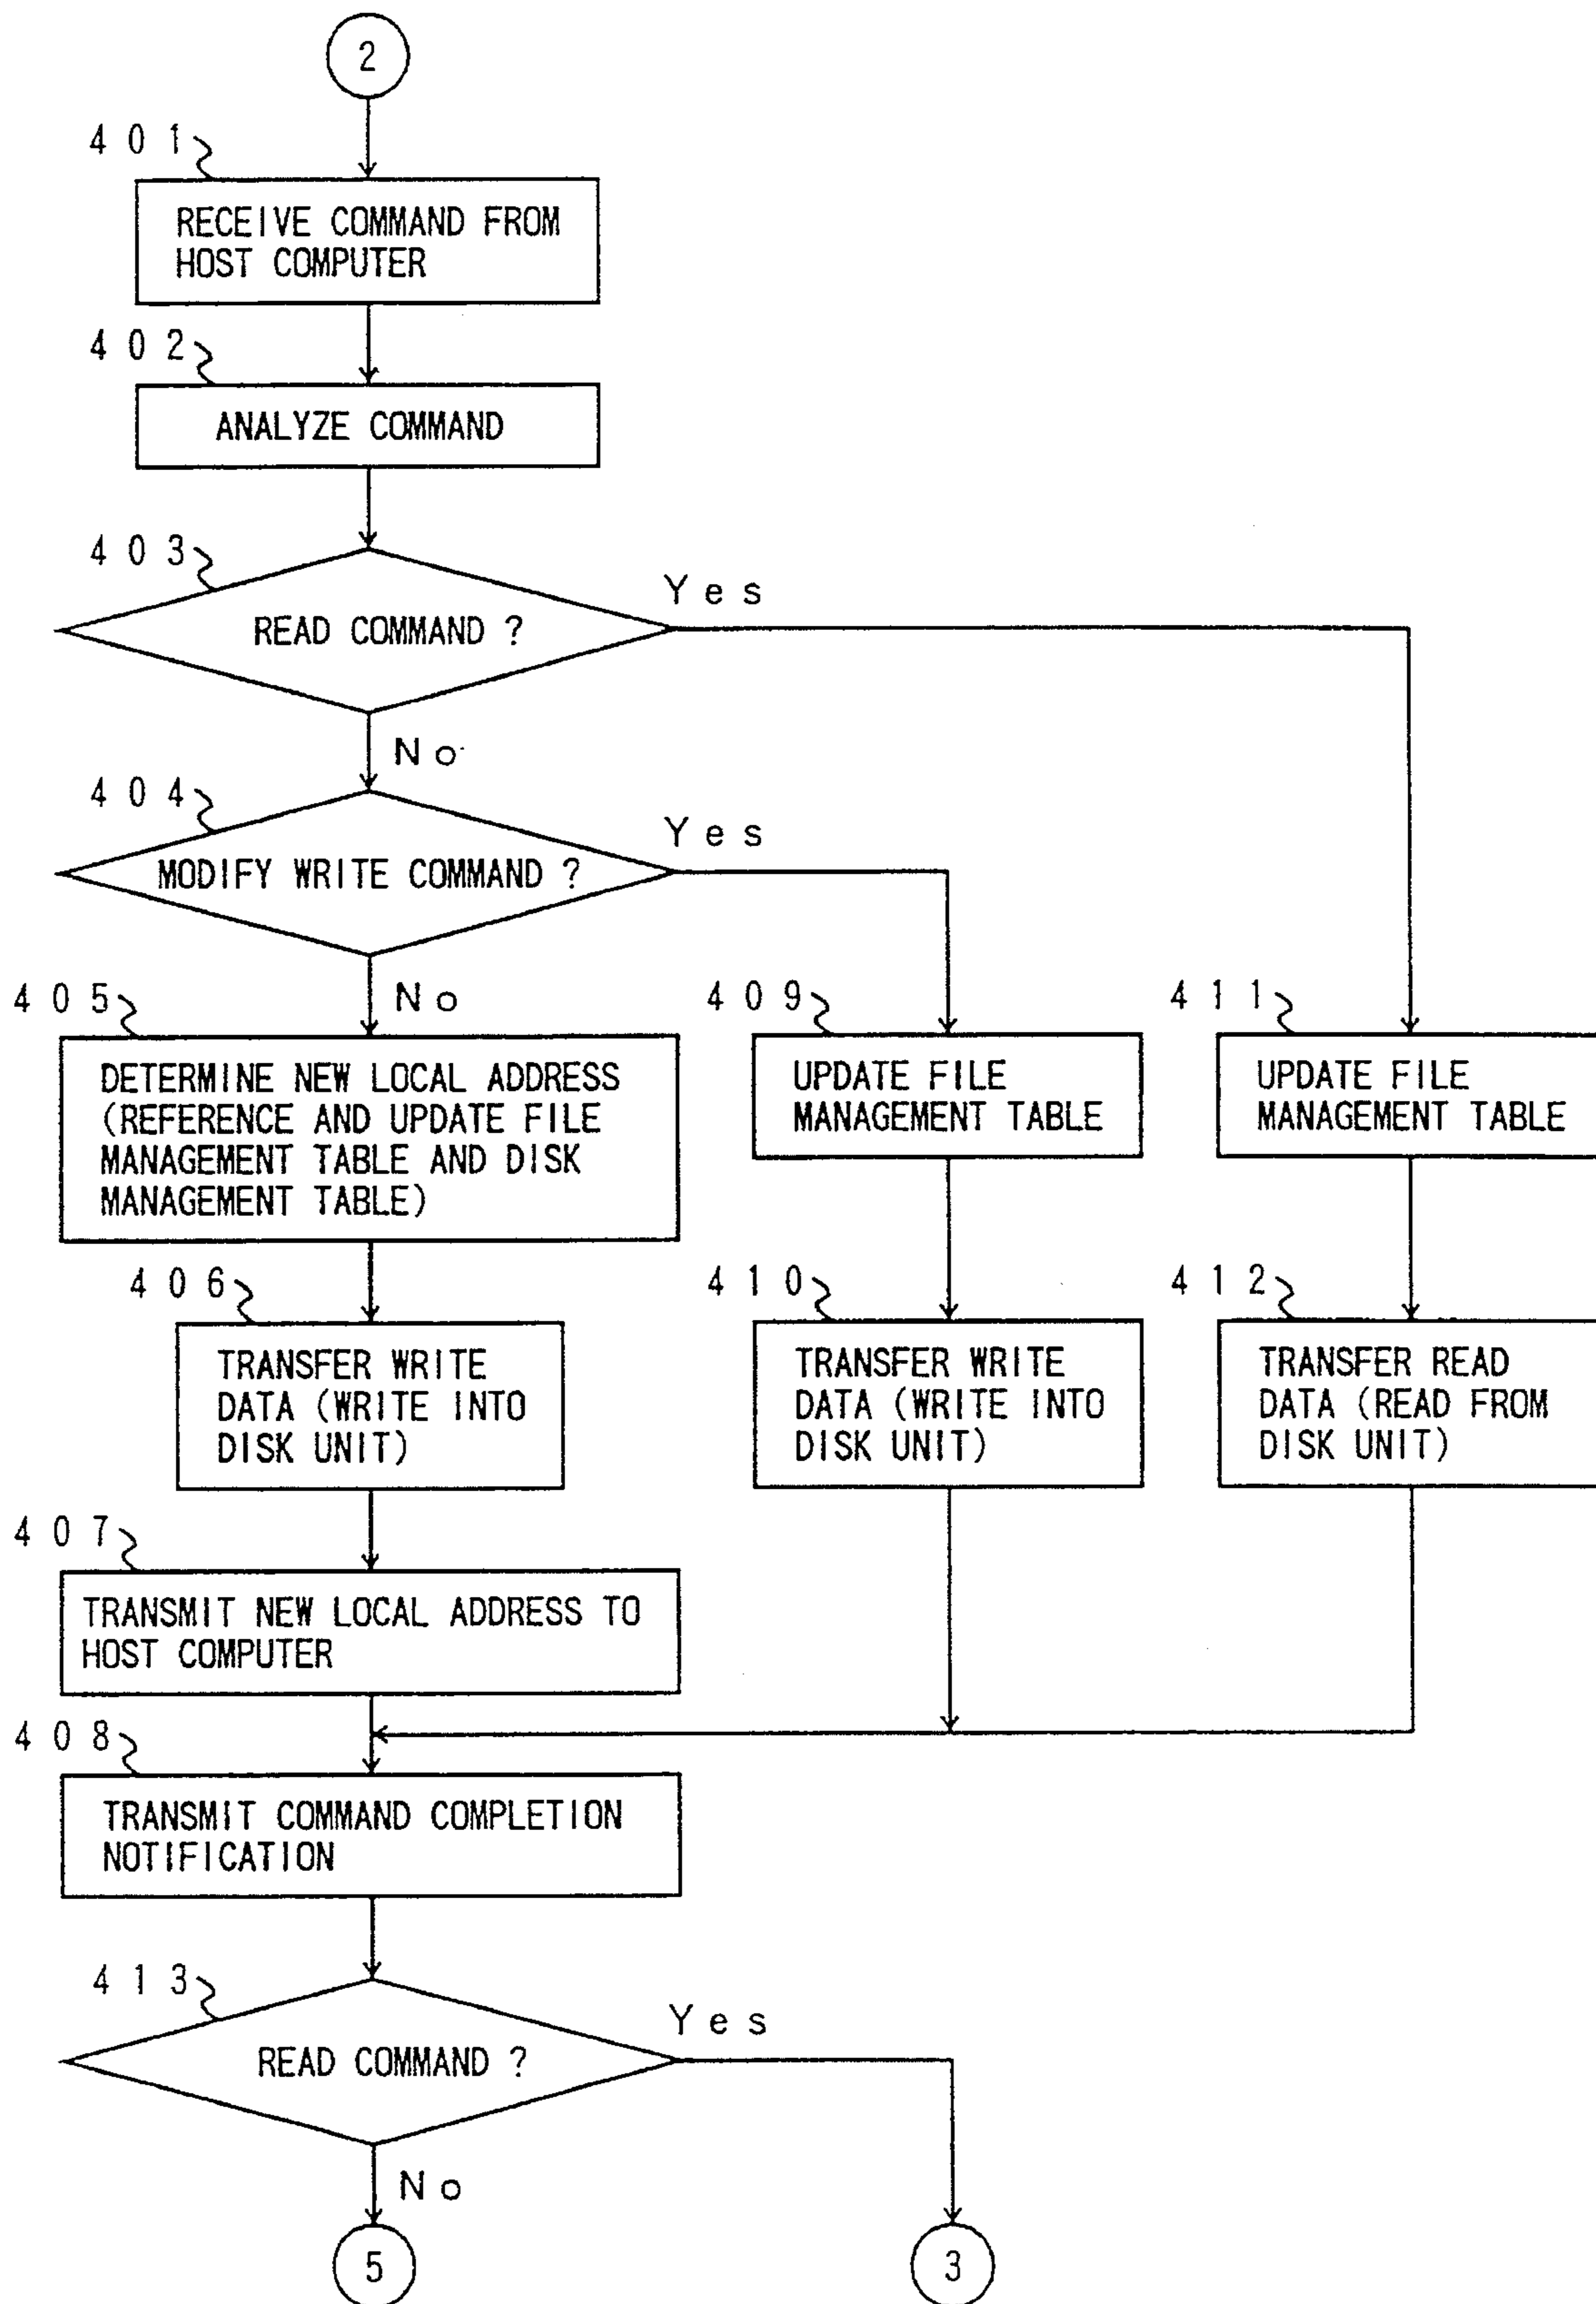 2
401
RECEIVE COMMAND FROM
HOST COMPUTER
402
ANALYZE COMMAND
403
READ COMMAND ?
Yes
No
404
MODIFY WRITE COMMAND ?
Yes
No
405
DETERMINE NEW LOCAL ADDRESS
(REFERENCE AND UPDATE FILE
MANAGEMENT TABLE AND DISK
MANAGEMENT TABLE)
409
UPDATE FILE
MANAGEMENT TABLE
411
UPDATE FILE
MANAGEMENT TABLE
406
TRANSFER WRITE
DATA (WRITE INTO
DISK UNIT)
410
TRANSFER WRITE
DATA (WRITE INTO
DISK UNIT)
412
TRANSFER READ
DATA (READ FROM
DISK UNIT)
407
TRANSMIT NEW LOCAL ADDRESS TO
HOST COMPUTER
408
TRANSMIT COMMAND COMPLETION
NOTIFICATION
413
READ COMMAND ?
Yes
No
5
3